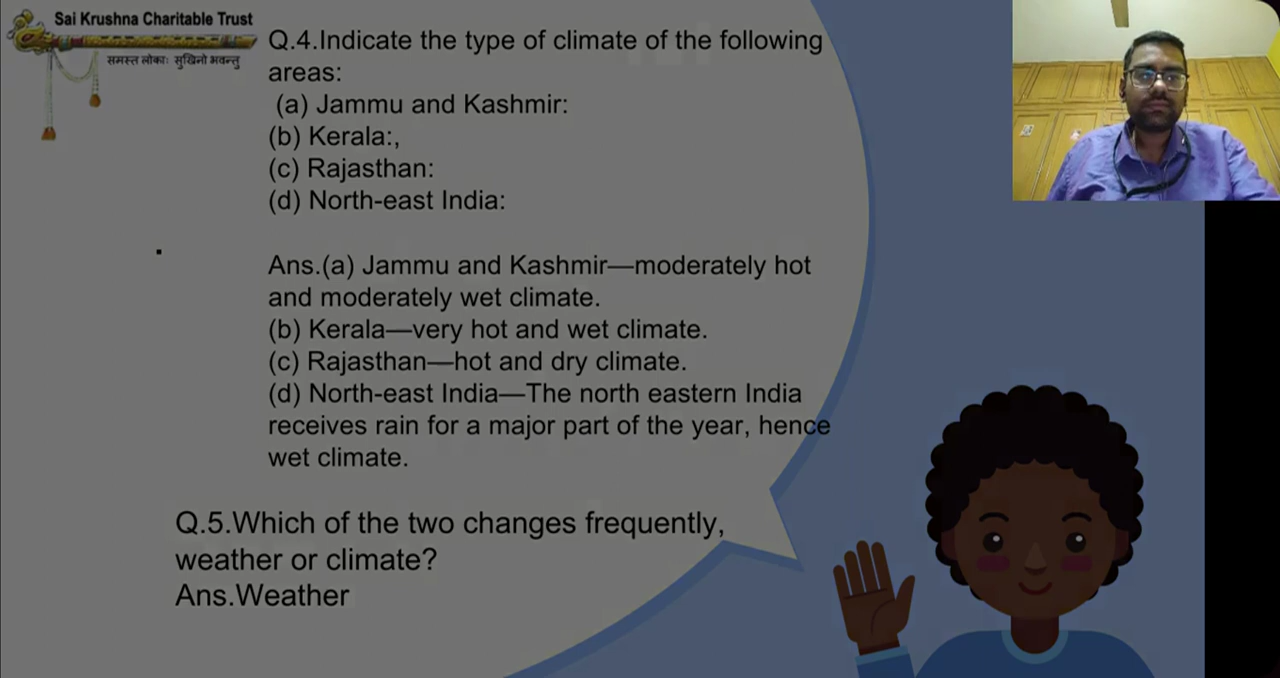 Sai Krushna Charitable Trust
समस्त लोकाः सुखिनो भवन्तु
Q.4.Indicate the type of climate of the following
areas:
(a) Jammu and Kashmir:
(b) Kerala:,
(c) Rajasthan:
(d) North-east India:
Ans.(a) Jammu and Kashmir—moderately hot
and moderately wet climate.
(b) Kerala—very hot and wet climate.
(c) Rajasthan—hot and dry climate.
(d) North-east India—The north eastern India
receives rain for a major part of the year, hence
wet climate.
Q.5.Which of the two changes frequently,
weather or climate?
Ans.Weather